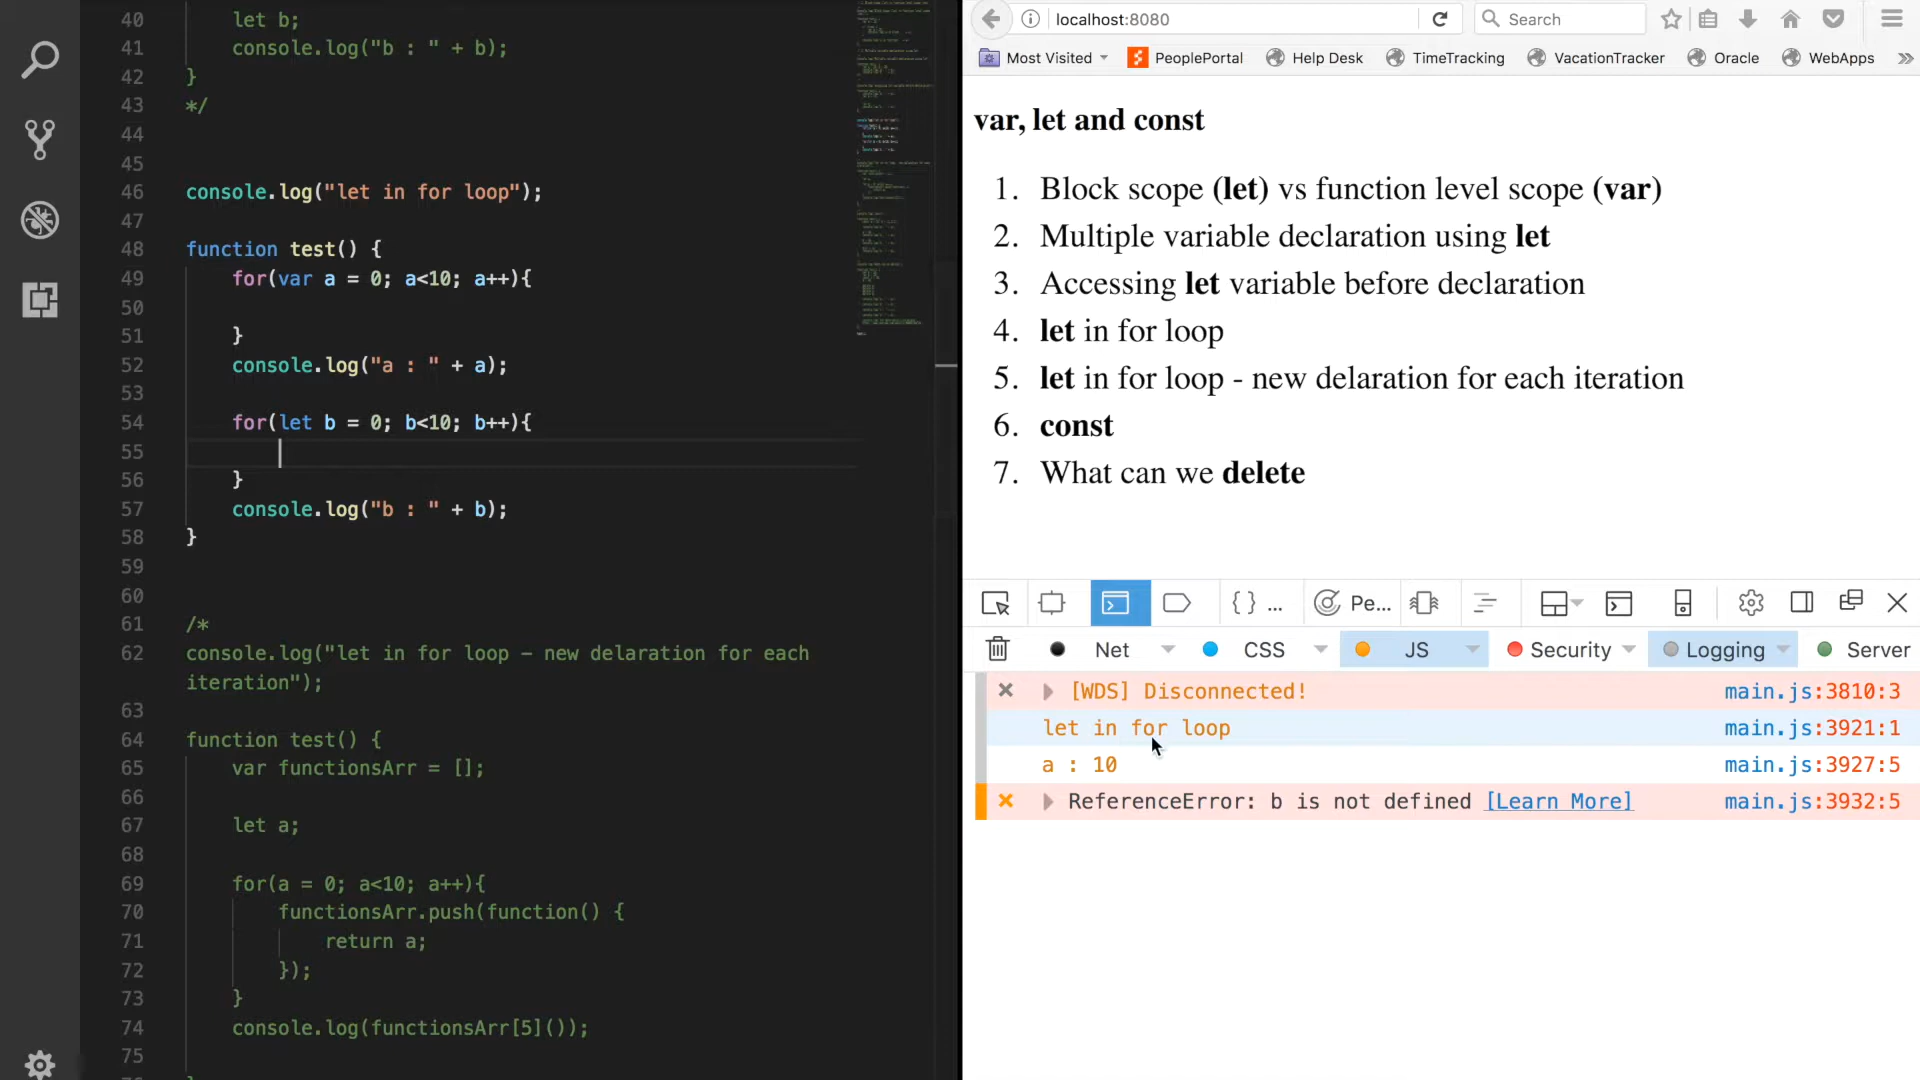 40 let b;
41 console.log("b : " + b);
42 }
43 */
44
45
46 console.log("let in for loop");
47
48 function test() {
49 for(var a = 0; a<10; a++){
50
51 }
52 console.log("a : " + a);
53
54 for(let b = 0; b<10; b++){
55
56 }
57 console.log("b : " + b);
58 }
59
60
61 /*
62 console.log("let in for loop – new delaration for each
iteration");
63
64 function test() {
65 var functionsArr = [];
66
67 let a;
68
69 for(a = 0; a<10; a++){
70 functionsArr.push(function() {
71 return a;
72 });
73 }
74 console.log(functionsArr[5]());
75
localhost:8080 Search
Most Visited PeoplePortal Help Desk TimeTracking VacationTracker Oracle WebApps »
var, let and const
1. Block scope (let) vs function level scope (var)
2. Multiple variable declaration using let
3. Accessing let variable before declaration
4. let in for loop
5. let in for loop - new delaration for each iteration
6. const
7. What can we delete
{ } ... Pe...
Net CSS JS Security Logging Server
[WDS] Disconnected! main.js:3810:3
let in for loop main.js:3921:1
a : 10 main.js:3927:5
ReferenceError: b is not defined [Learn More] main.js:3932:5